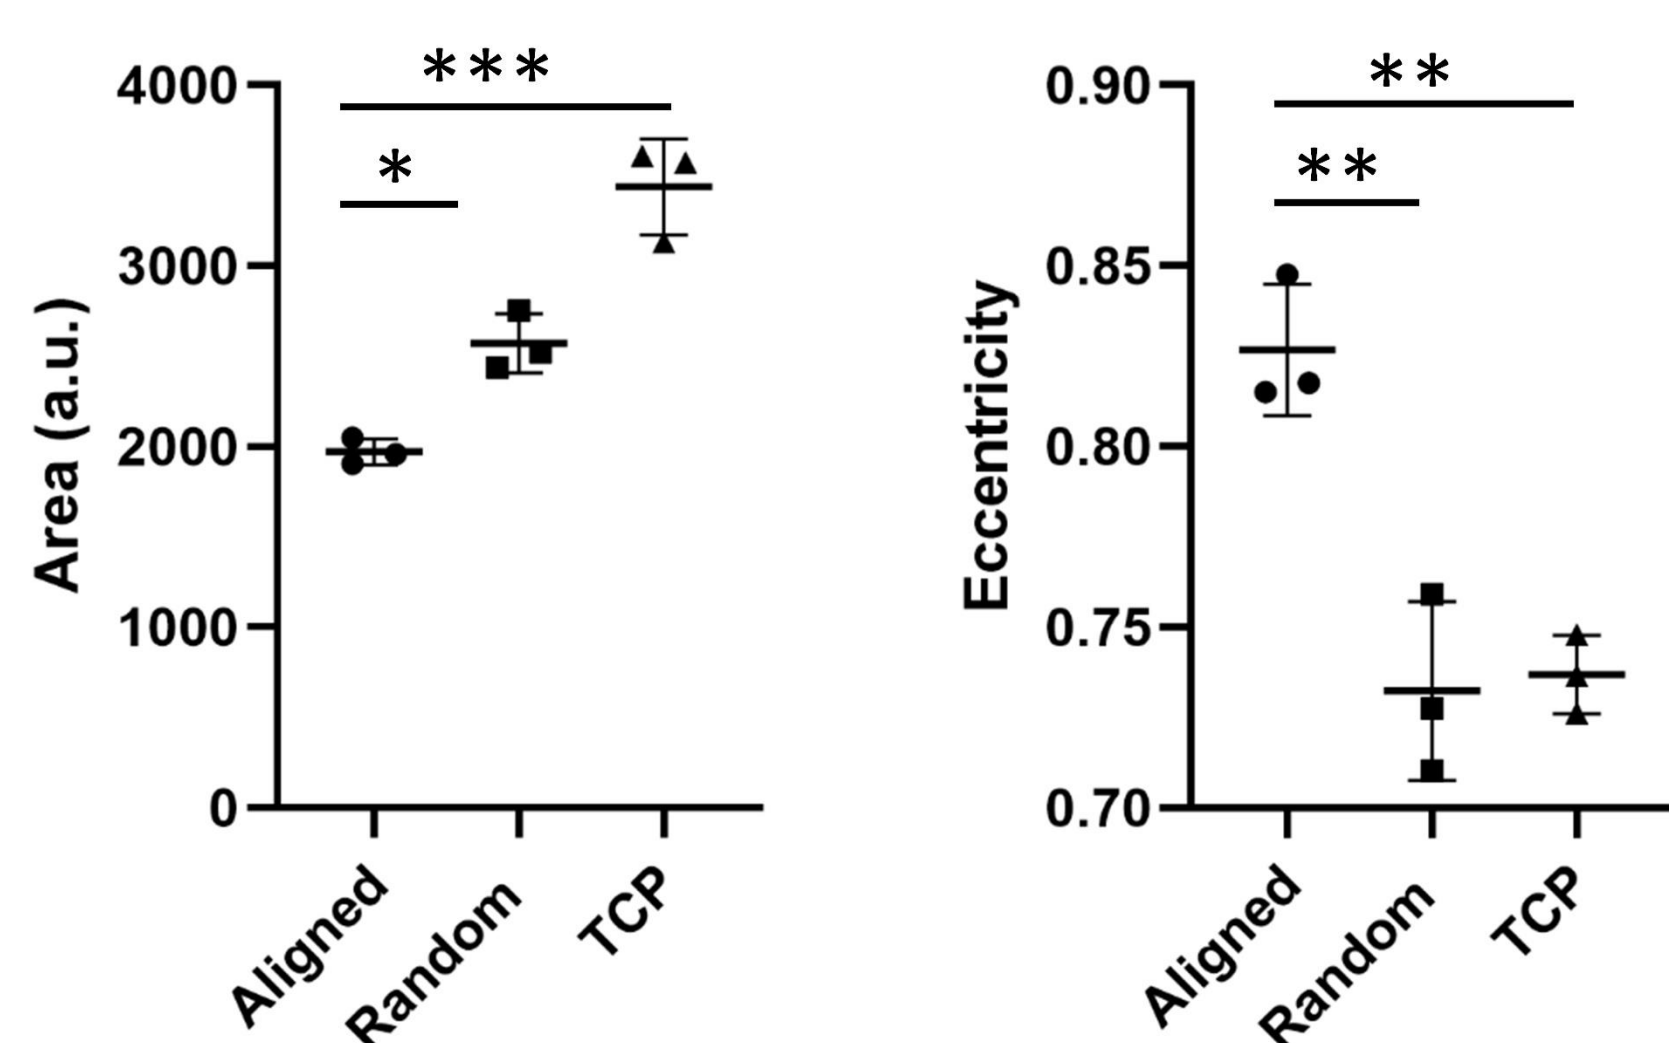 Area (a.u.)
4000
3000
2000
1000
0
***
*
Aligned
Random
TCP
Eccentricity
0.90
0.85
0.80
0.75
0.70
**
**
Aligned
Random
TCP